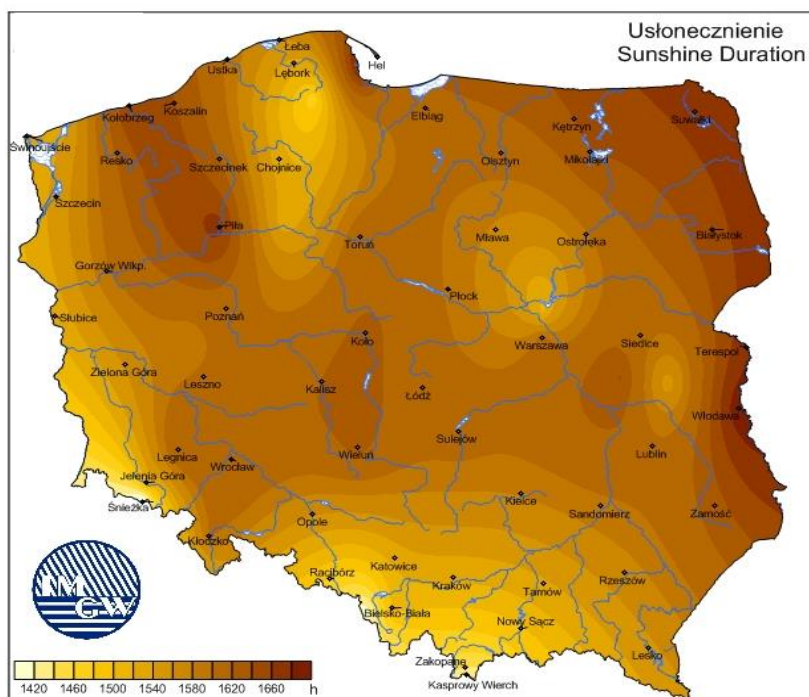 Usłonecznienie
Sunshine Duration
Łeba
Ustka
Lębork
Hel
Kołobrzeg
Koszalin
Elbląg
Kętrzyn
Suwałki
Świnoujście
Resko
Szczecinek
Chojnice
Olsztyn
Mikołajki
Szczecin
Piła
Toruń
Mława
Ostrołęka
Białystok
Gorzów Wlkp.
Płock
Słubice
Poznań
Koło
Warszawa
Siedlce
Terespol
Zielona Góra
Leszno
Kalisz
Łódź
Włodawa
Sulejów
Legnica
Wrocław
Wieluń
Lublin
Jelenia Góra
Śnieżka
Kielce
Sandomierz
Zamość
Opole
Kłodzko
Racibórz
Katowice
Kraków
Tarnów
Rzeszów
Bielsko-Biała
Nowy Sącz
Lesko
Zakopane
Kasprowy Wierch
IM
GW
1420 1460 1500 1540 1580 1620 1660 h